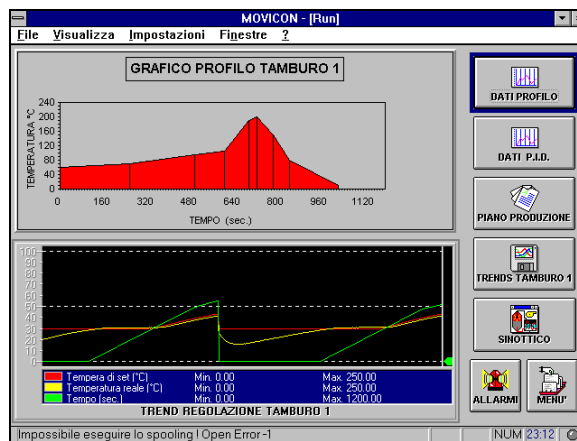 MOVICON - [Run]
File Visualizza Impostazioni Finestre ?
GRAFICO PROFILO TAMBURO 1
TEMPERATURA °C
240
200
160
120
80
40
0
0 160 320 480 640 800 960 1120
TEMPO (sec.)
DATI PROFILO
DATI P.I.D.
PIANO PRODUZIONE
TRENDS TAMBURO 1
SINOTTICO
ALLARMI
MENU'
100
90
80
70
60
50
40
30
20
10
0
Tempera di set (°C) Min. 0.00 Max. 250.00
Temperatura reale (°C) Min. 0.00 Max. 250.00
Tempo (sec.) Min. 0.00 Max. 1200.00
TREND REGOLAZIONE TAMBURO 1
Impossibile eseguire lo spooling ! Open Error -1 NUM 23:12